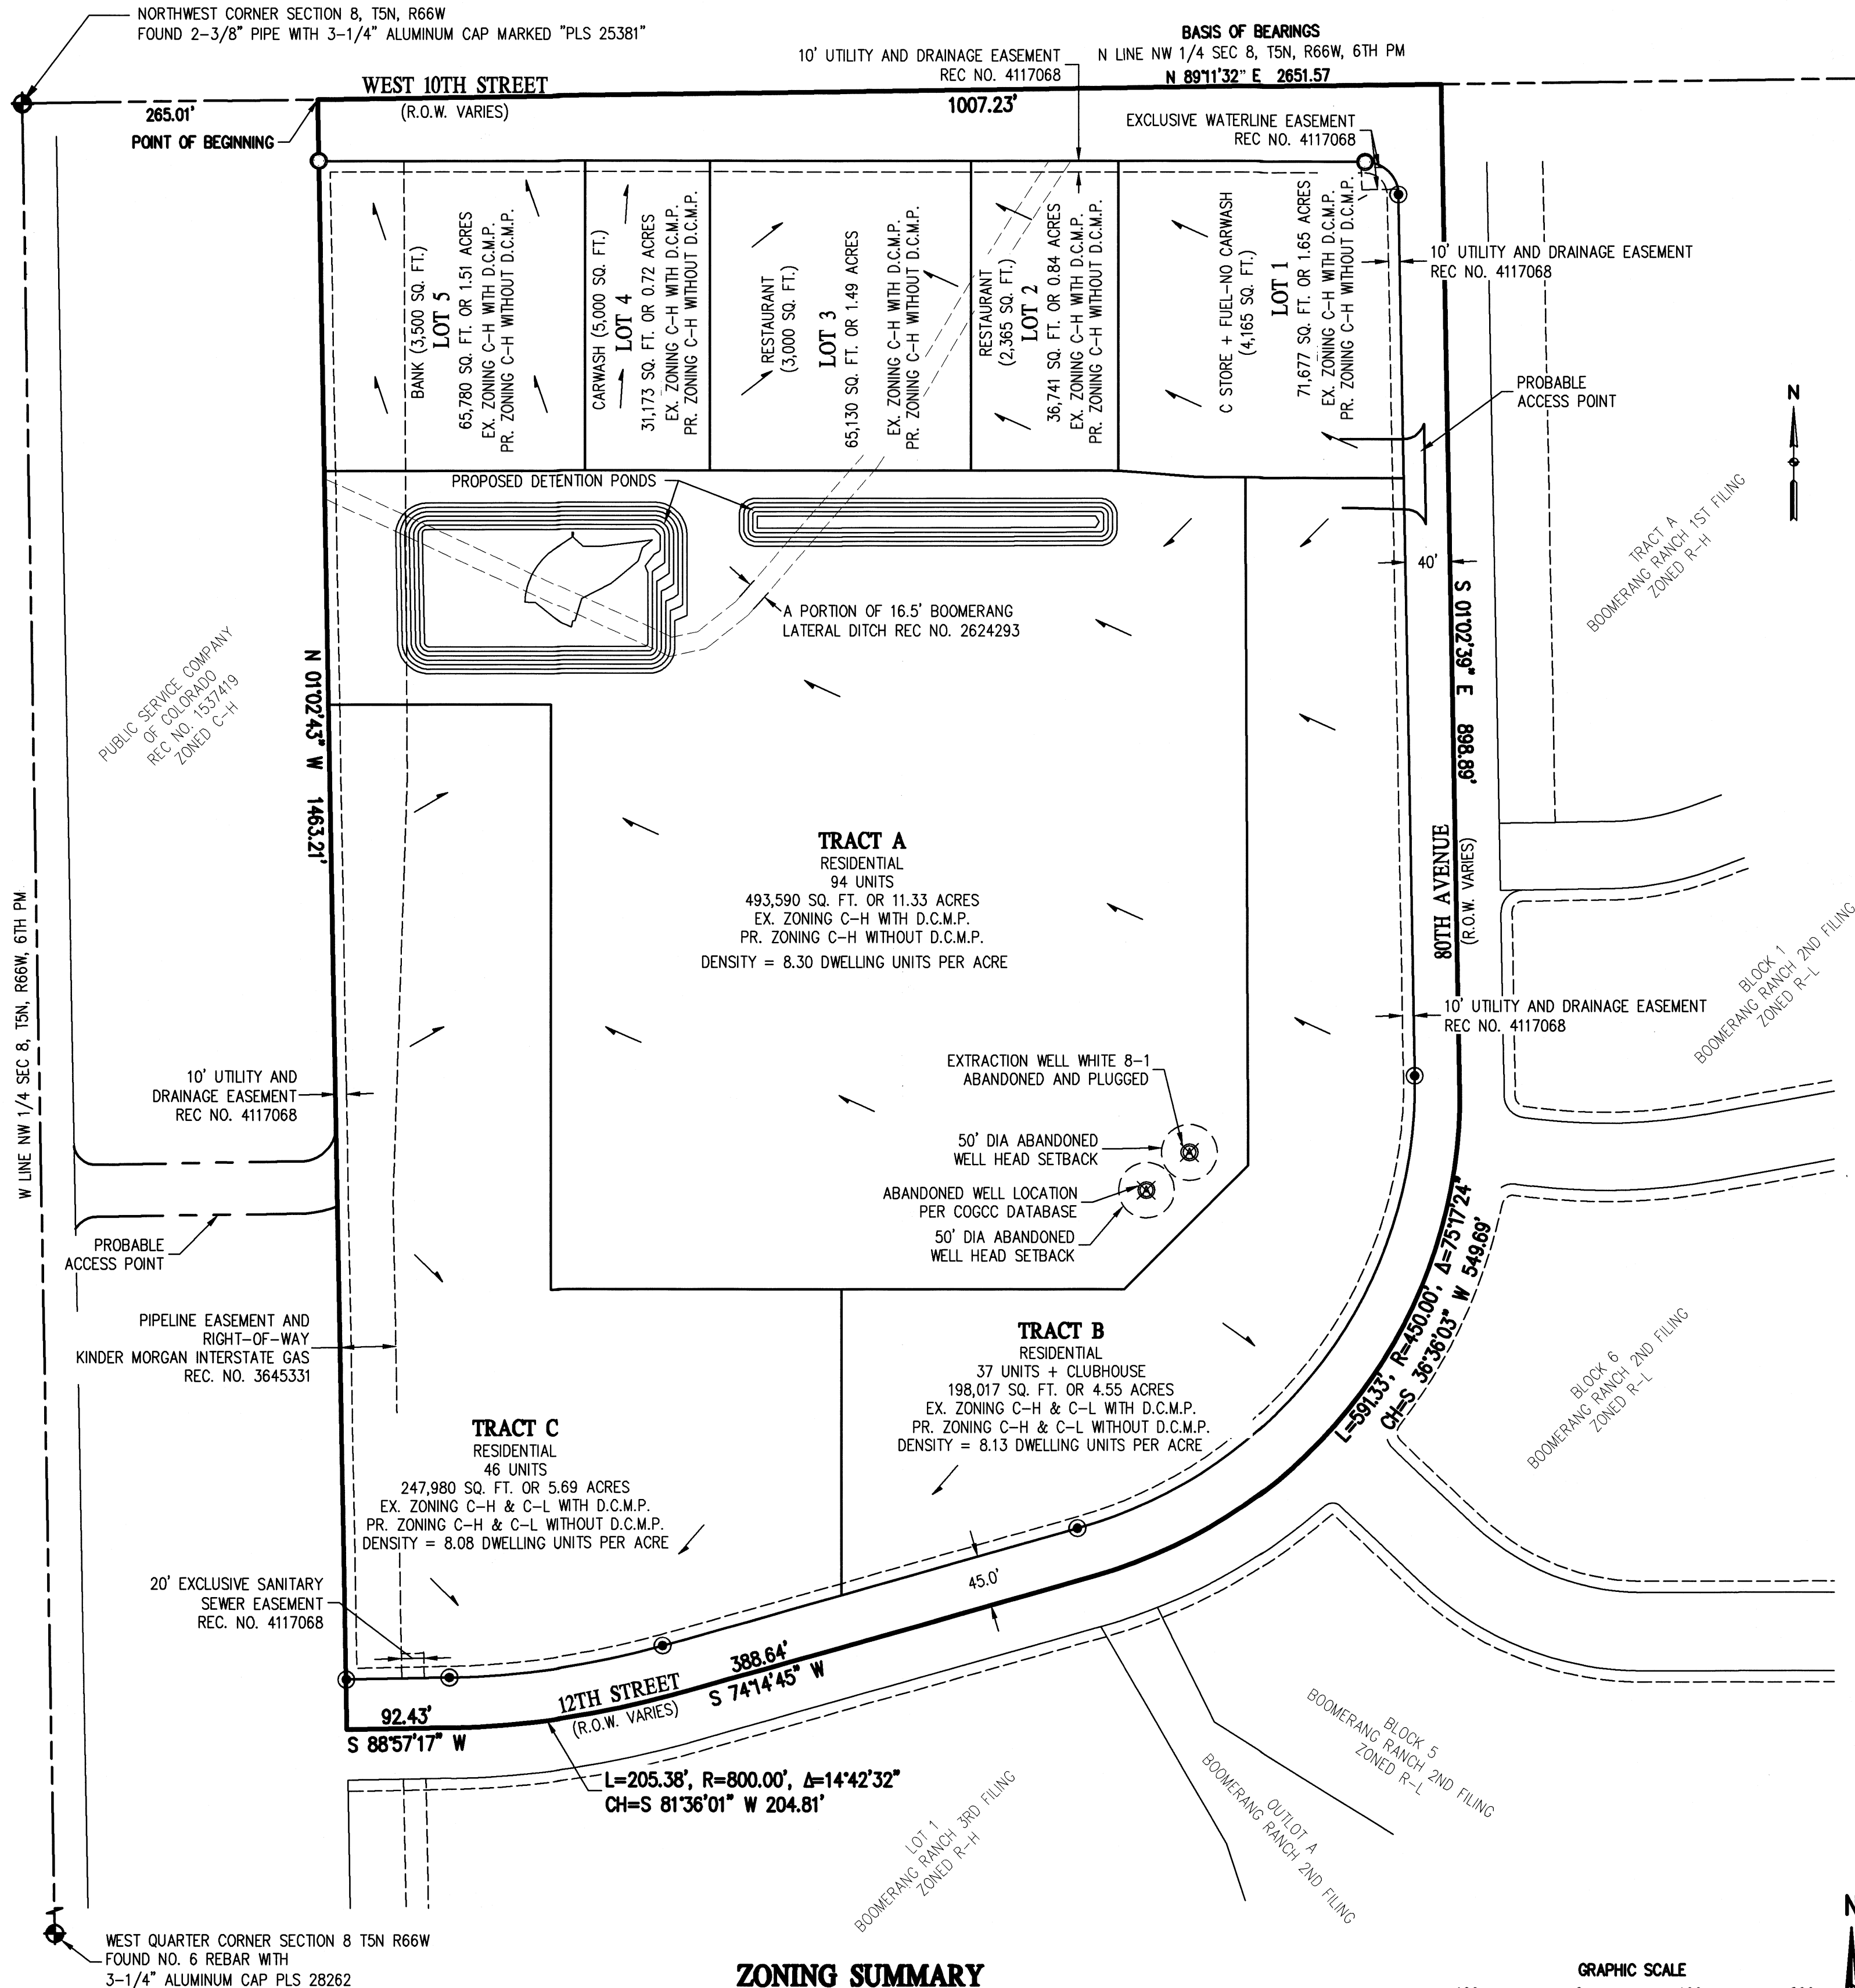 NORTHWEST CORNER SECTION 8, T5N, R66W
FOUND 2-3/8" PIPE WITH 3-1/4" ALUMINUM CAP MARKED "PLS 25381"
BASIS OF BEARINGS
N LINE NW 1/4 SEC 8, T5N, R66W, 6TH PM
N 89°11'32" E 2651.57
10' UTILITY AND DRAINAGE EASEMENT
REC NO. 4117068
WEST 10TH STREET
(R.O.W. VARIES)
265.01'
1007.23'
POINT OF BEGINNING
EXCLUSIVE WATERLINE EASEMENT
REC NO. 4117068
BANK (3,500 SQ. FT.)
LOT 5
65,780 SQ. FT. OR 1.51 ACRES
EX. ZONING C-H WITH D.C.M.P.
PR. ZONING C-H WITHOUT D.C.M.P.
CARWASH (5,000 SQ. FT.)
LOT 4
31,173 SQ. FT. OR 0.72 ACRES
EX. ZONING C-H WITH D.C.M.P.
PR. ZONING C-H WITHOUT D.C.M.P.
RESTAURANT
(3,000 SQ. FT.)
LOT 3
65,130 SQ. FT. OR 1.49 ACRES
EX. ZONING C-H WITH D.C.M.P.
PR. ZONING C-H WITHOUT D.C.M.P.
RESTAURANT
(2,365 SQ. FT.)
LOT 2
36,741 SQ. FT. OR 0.84 ACRES
EX. ZONING C-H WITH D.C.M.P.
PR. ZONING C-H WITHOUT D.C.M.P.
C STORE + FUEL-NO CARWASH
(4,165 SQ. FT.)
LOT 1
71,677 SQ. FT. OR 1.65 ACRES
EX. ZONING C-H WITH D.C.M.P.
PR. ZONING C-H WITHOUT D.C.M.P.
10' UTILITY AND DRAINAGE EASEMENT
REC NO. 4117068
PROBABLE
ACCESS POINT
N
PROPOSED DETENTION PONDS
TRACT A
BOOMERANG RANCH 1ST FILING
ZONED R-H
40'
A PORTION OF 16.5' BOOMERANG
LATERAL DITCH REC NO. 2624293
S 01°02'39" E 898.89'
PUBLIC SERVICE COMPANY
OF COLORADO
REC NO. 1537419
ZONED C-H
N 01°02'43" W 1463.21'
TRACT A
RESIDENTIAL
94 UNITS
493,590 SQ. FT. OR 11.33 ACRES
EX. ZONING C-H WITH D.C.M.P.
PR. ZONING C-H WITHOUT D.C.M.P.
DENSITY = 8.30 DWELLING UNITS PER ACRE
80TH AVENUE
(R.O.W. VARIES)
BLOCK 1
BOOMERANG RANCH 2ND FILING
ZONED R-L
W LINE NW 1/4 SEC 8, T5N, R66W, 6TH PM
10' UTILITY AND DRAINAGE EASEMENT
REC NO. 4117068
10' UTILITY AND
DRAINAGE EASEMENT
REC NO. 4117068
EXTRACTION WELL WHITE 8-1
ABANDONED AND PLUGGED
50' DIA ABANDONED
WELL HEAD SETBACK
ABANDONED WELL LOCATION
PER COGCC DATABASE
50' DIA ABANDONED
WELL HEAD SETBACK
PROBABLE
ACCESS POINT
L=591.33', R=450.00', Δ=75°17'24"
CH=S 36°36'03" W 549.69'
PIPELINE EASEMENT AND
RIGHT-OF-WAY
KINDER MORGAN INTERSTATE GAS
REC. NO. 3645331
TRACT B
RESIDENTIAL
37 UNITS + CLUBHOUSE
198,017 SQ. FT. OR 4.55 ACRES
EX. ZONING C-H & C-L WITH D.C.M.P.
PR. ZONING C-H & C-L WITHOUT D.C.M.P.
DENSITY = 8.13 DWELLING UNITS PER ACRE
BLOCK 6
BOOMERANG RANCH 2ND FILING
ZONED R-L
TRACT C
RESIDENTIAL
46 UNITS
247,980 SQ. FT. OR 5.69 ACRES
EX. ZONING C-H & C-L WITH D.C.M.P.
PR. ZONING C-H & C-L WITHOUT D.C.M.P.
DENSITY = 8.08 DWELLING UNITS PER ACRE
20' EXCLUSIVE SANITARY
SEWER EASEMENT
REC. NO. 4117068
45.0'
388.64'
S 74°14'45" W
12TH STREET
(R.O.W. VARIES)
92.43'
S 88°57'17" W
L=205.38', R=800.00', Δ=14°42'32"
CH=S 81°36'01" W 204.81'
BLOCK 5
BOOMERANG RANCH 2ND FILING
ZONED R-L
OUTLOT A
BOOMERANG RANCH 2ND FILING
LOT 1
BOOMERANG RANCH 3RD FILING
ZONED R-H
WEST QUARTER CORNER SECTION 8 T5N R66W
FOUND NO. 6 REBAR WITH
3-1/4" ALUMINUM CAP PLS 28262
ZONING SUMMARY
GRAPHIC SCALE
N